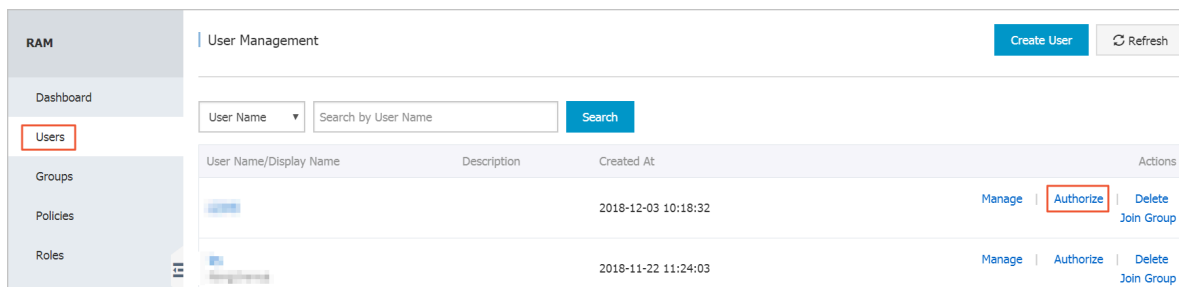 RAM
User Management
Create User
Refresh
Dashboard
User Name
Search by User Name
Search
Users
User Name/Display Name Description Created At Actions
Groups
2018-12-03 10:18:32
Manage | Authorize | Delete
Join Group
Policies
Roles
2018-11-22 11:24:03
Manage | Authorize | Delete
Join Group